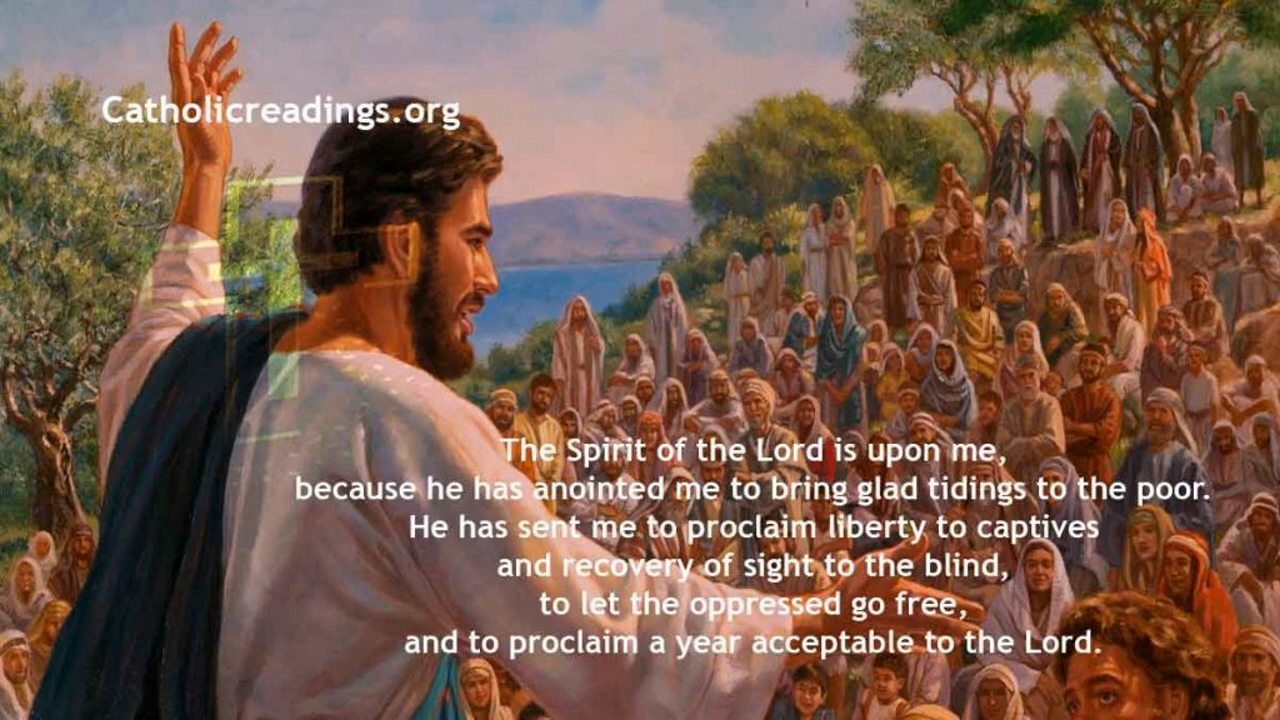 Catholicreadings.org
The Spirit of the Lord is upon me,
because he has anointed me to bring glad tidings to the poor.
He has sent me to proclaim liberty to captives
and recovery of sight to the blind,
to let the oppressed go free,
and to proclaim a year acceptable to the Lord.